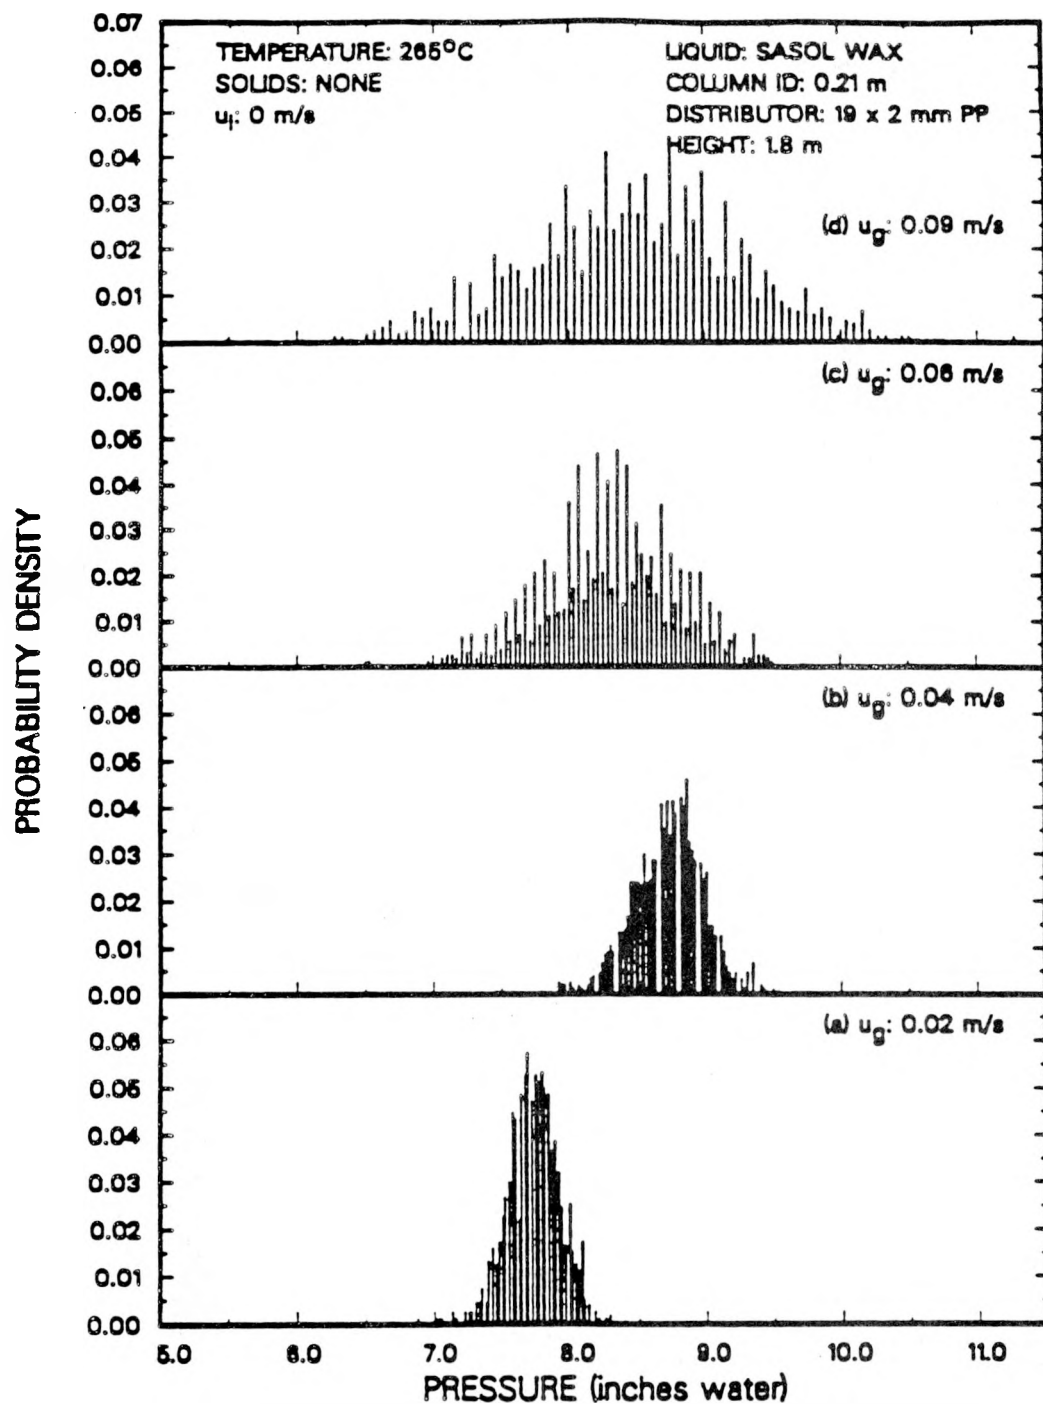 0.07
0.06
0.05
0.04
0.03
0.02
0.01
0.00
TEMPERATURE: 265°C
SOLIDS: NONE
u_l: 0 m/s
LIQUID: SASOL WAX
COLUMN ID: 0.21 m
DISTRIBUTOR: 19 x 2 mm PP
HEIGHT: 1.8 m
(d) u_g: 0.09 m/s
0.06
0.05
0.04
0.03
0.02
0.01
0.00
(c) u_g: 0.06 m/s
0.06
0.05
0.04
0.03
0.02
0.01
0.00
(b) u_g: 0.04 m/s
0.06
0.05
0.04
0.03
0.02
0.01
0.00
(a) u_g: 0.02 m/s
PROBABILITY DENSITY
5.0 6.0 7.0 8.0 9.0 10.0 11.0
PRESSURE (inches water)